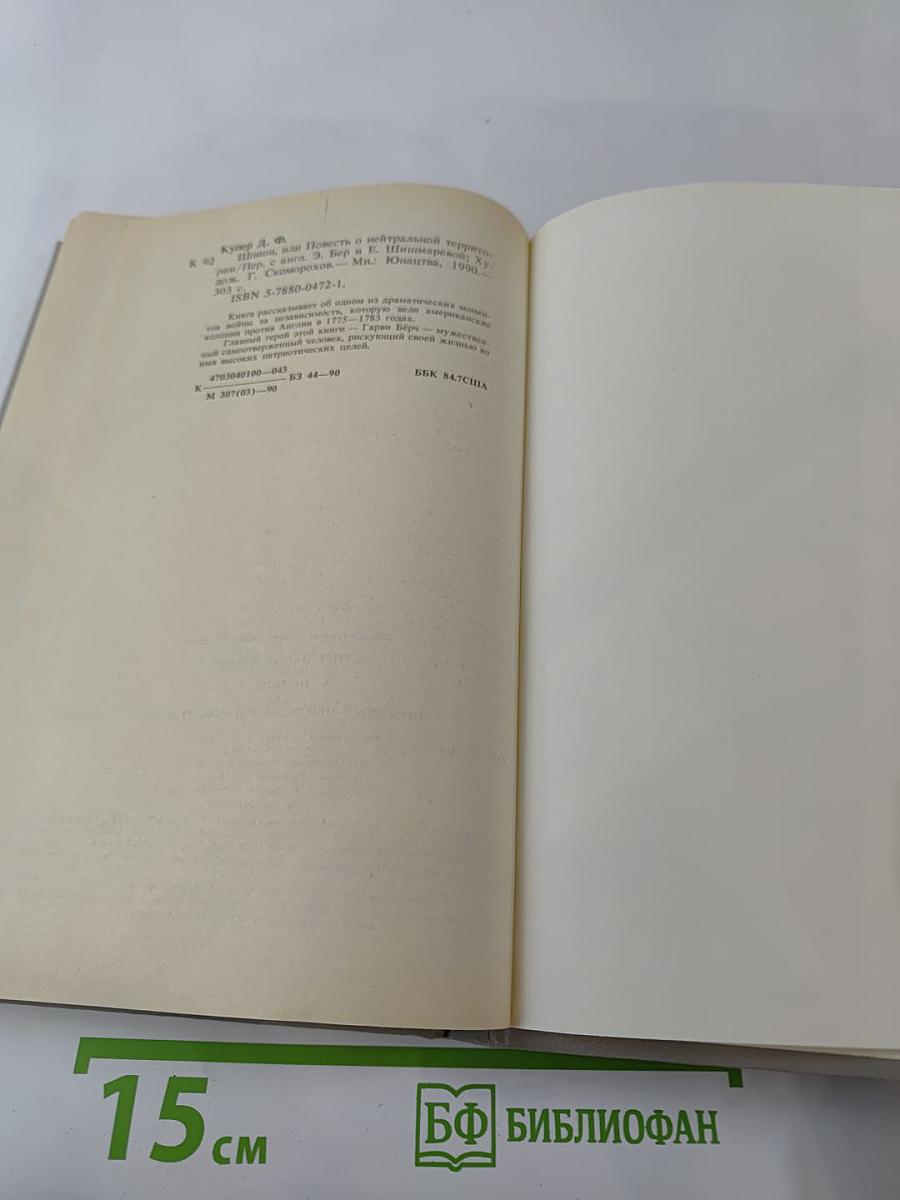 Купер Д. Ф.
К 92 Шпион, или Повесть о нейтральной террито-
рии/Пер. с англ. Э. Бер и Е. Шишмаревой; Ху-
дож. Г. Скоморохов.— Мн.: Юнацтва, 1990.—
303 с.
ISBN 5-7880-0472-1.
Книга рассказывает об одном из драматических момен-
тов войны за независимость, которую вели американские
колонии против Англии в 1775—1783 годах.
Главный герой этой книги — Гарви Бёрч — мужествен-
ный самоотверженный человек, рискующий своей жизнью во
имя высоких патриотических целей.
4703040100—043
К БЗ 44—90 ББК 84.7США
М 307(03)—90
15 см
БФ БИБЛИОФАН